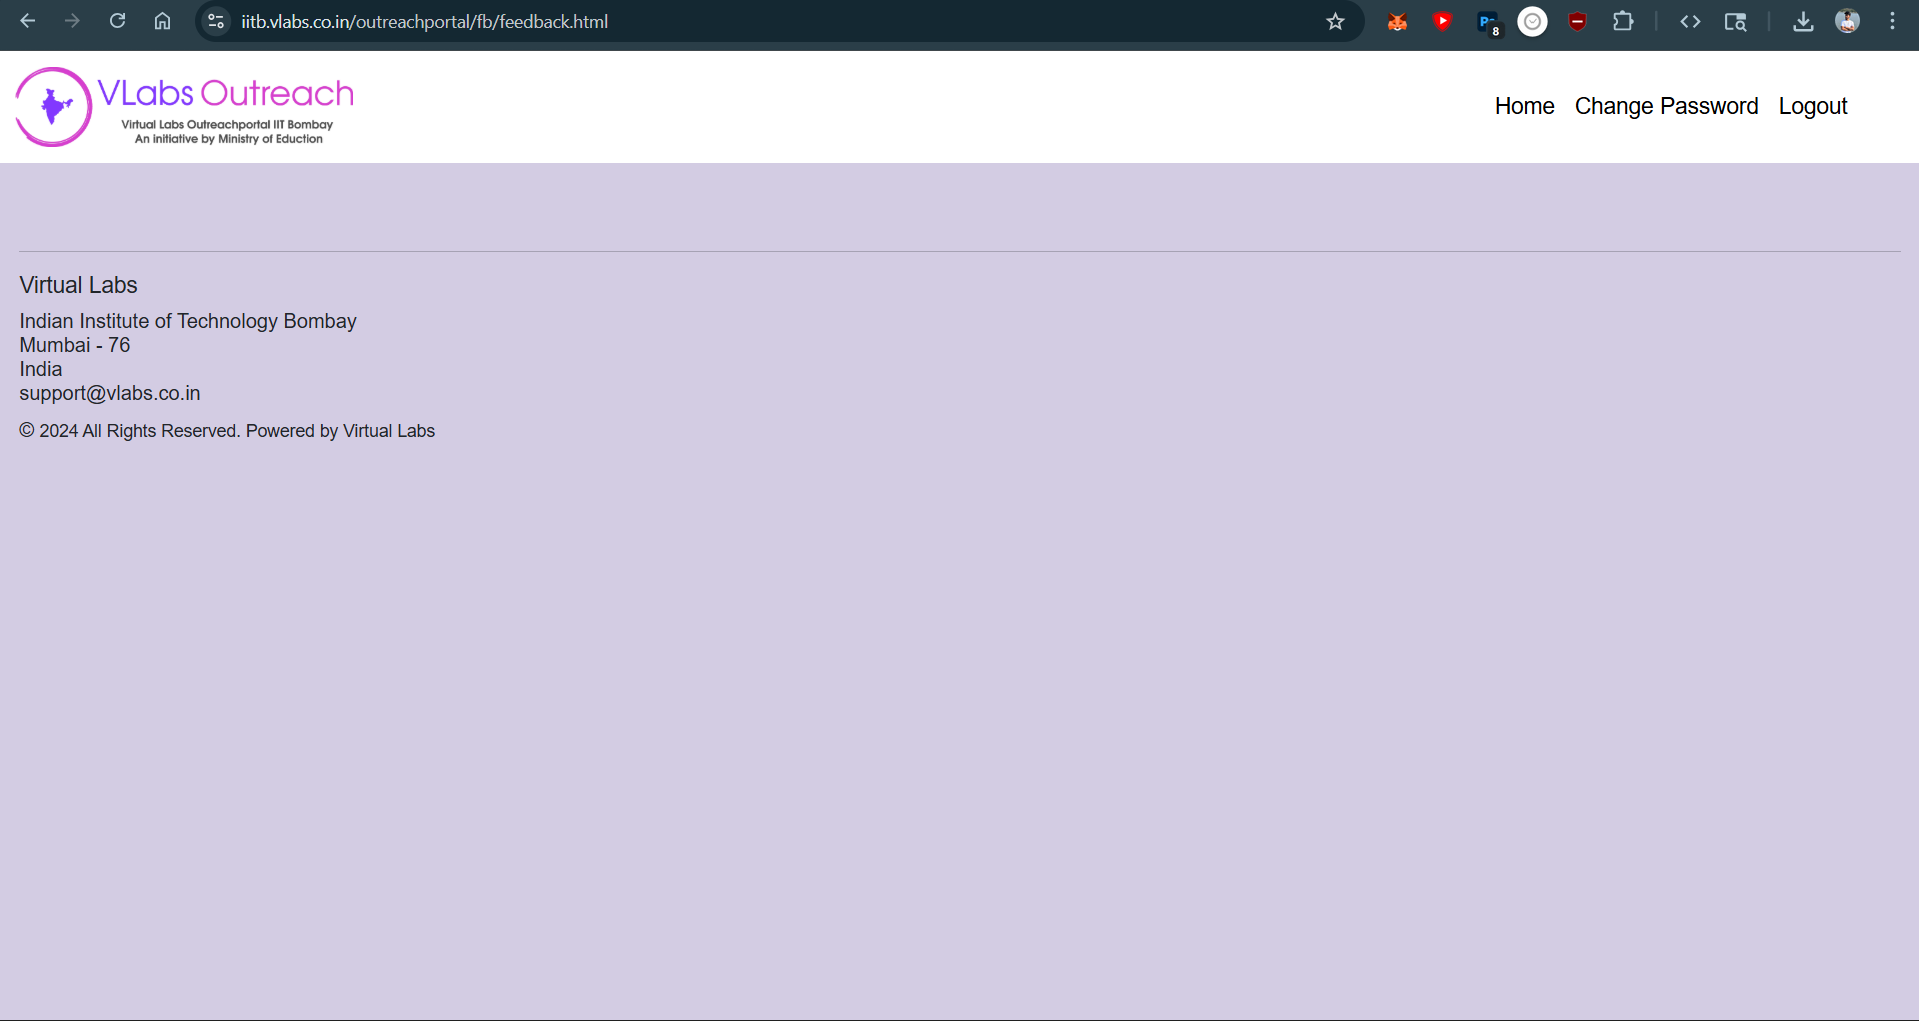 iitb.vlabs.co.in/outreachportal/fb/feedback.html
8
VLabs Outreach
Virtual Labs Outreachportal IIT Bombay
An initiative by Ministry of Eduction
Home Change Password Logout
Virtual Labs
Indian Institute of Technology Bombay
Mumbai - 76
India
support@vlabs.co.in
© 2024 All Rights Reserved. Powered by Virtual Labs